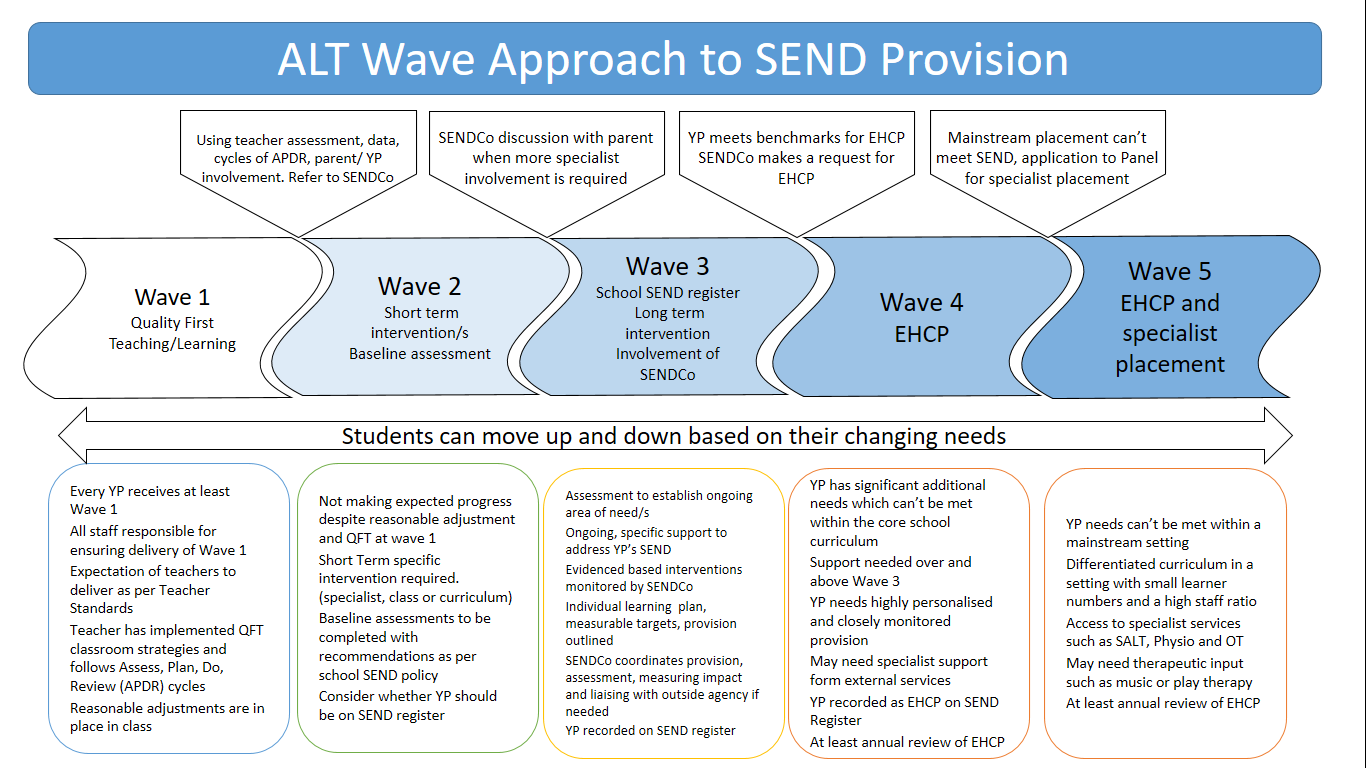 ALT Wave Approach to SEND Provision
Using teacher assessment, data,
cycles of APDR, parent/ YP
involvement. Refer to SENDCo
SENDCo discussion with parent
when more specialist
involvement is required
YP meets benchmarks for EHCP
SENDCo makes a request for
EHCP
Mainstream placement can't
meet SEND, application to Panel
for specialist placement
Wave 1
Quality First
Teaching/Learning
Wave 2
Short term
intervention/s
Baseline assessment
Wave 3
School SEND register
Long term
intervention
Involvement of
SENDCo
Wave 4
EHCP
Wave 5
EHCP and
specialist
placement
Students can move up and down based on their changing needs
Every YP receives at least
Wave 1
All staff responsible for
ensuring delivery of Wave 1
Expectation of teachers to
deliver as per Teacher
Standards
Teacher has implemented QFT
classroom strategies and
follows Assess, Plan, Do,
Review (APDR) cycles
Reasonable adjustments are in
place in class
Not making expected progress
despite reasonable adjustment
and QFT at wave 1
Short Term specific
intervention required.
(specialist, class or curriculum)
Baseline assessments to be
completed with
recommendations as per
school SEND policy
Consider whether YP should
be on SEND register
Assessment to establish ongoing
area of need/s
Ongoing, specific support to
address YP's SEND
Evidenced based interventions
monitored by SENDCo
Individual learning plan,
measurable targets, provision
outlined
SENDCo coordinates provision,
assessment, measuring impact
and liaising with outside agency if
needed
YP recorded on SEND register
YP has significant additional
needs which can't be met
within the core school
curriculum
Support needed over and
above Wave 3
YP needs highly personalised
and closely monitored
provision
May need specialist support
form external services
YP recorded as EHCP on SEND
Register
At least annual review of EHCP
YP needs can't be met within a
mainstream setting
Differentiated curriculum in a
setting with small learner
numbers and a high staff ratio
Access to specialist services
such as SALT, Physio and OT
May need therapeutic input
such as music or play therapy
At least annual review of EHCP